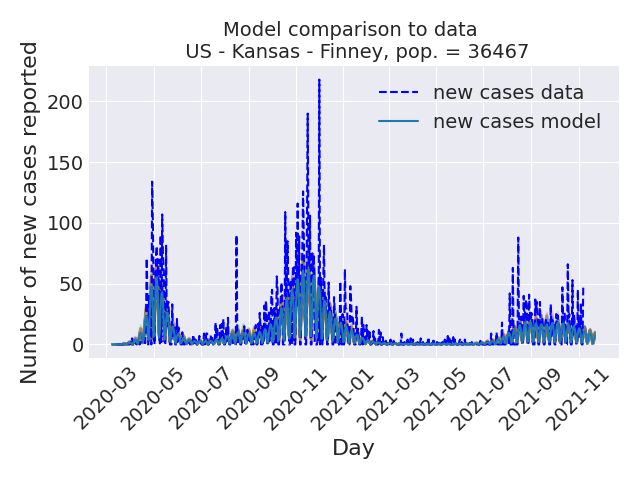 Model comparison to data
US - Kansas - Finney, pop. = 36467
new cases data
new cases model
Number of new cases reported
200
150
100
50
0
2020-03
2020-05
2020-07
2020-09
2020-11
2021-01
2021-03
2021-05
2021-07
2021-09
2021-11
Day